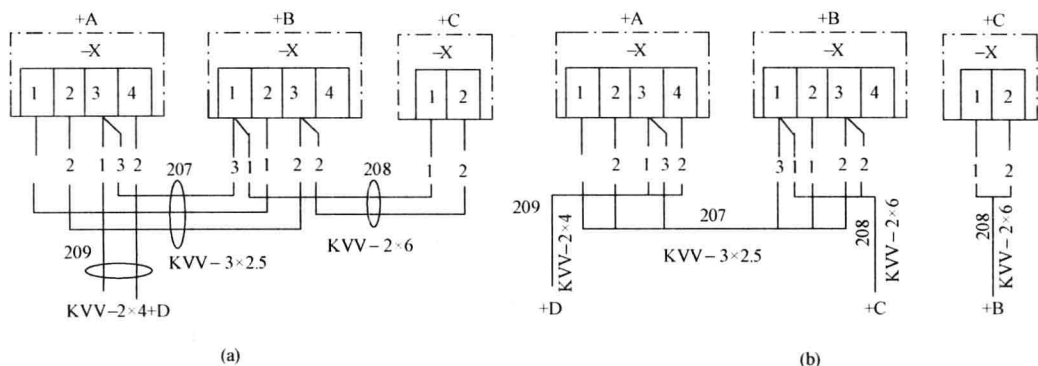 +A +B +C
–X –X –X
1 2 3 4 1 2 3 4 1 2
2 1 3 2 3 1 1 2 2 1 2
207 208
209
KVV–3×2.5 KVV–2×6
KVV–2×4+D
(a)
+A +B +C
–X –X –X
1 2 3 4 1 2 3 4 1 2
1 2 1 3 2 3 1 1 2 2 1 2
209 207 208 208
KVV–2×4 KVV–3×2.5 KVV–2×6 KVV–2×6
+D +C +B
(b)